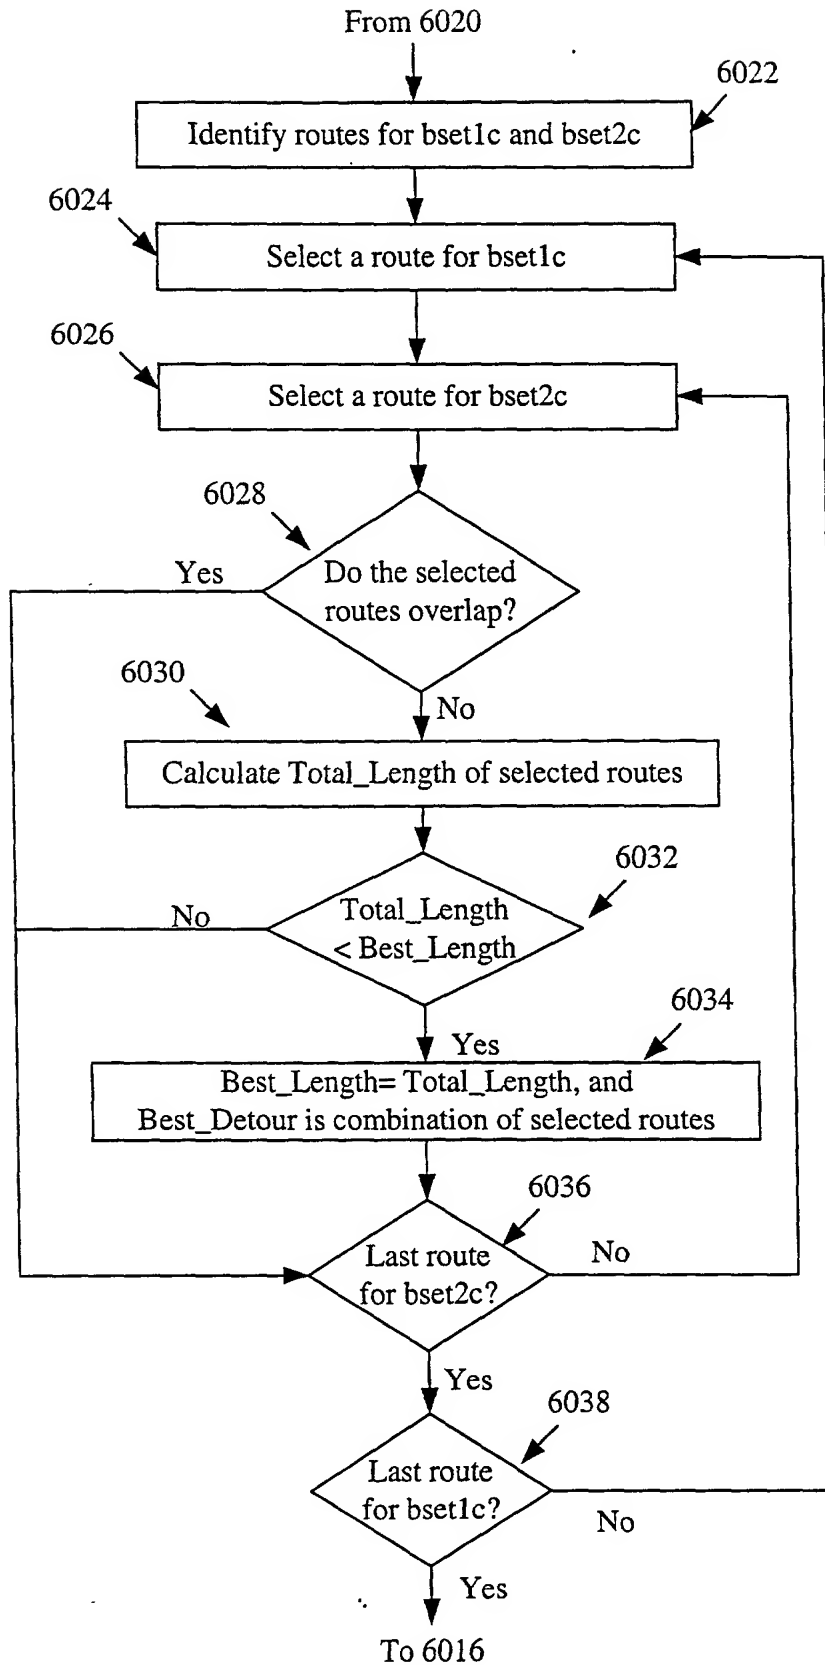 From 6020
6022
Identify routes for bset1c and bset2c
6024
Select a route for bset1c
6026
Select a route for bset2c
6028
Yes
Do the selected
routes overlap?
6030
No
Calculate Total_Length of selected routes
6032
No
Total_Length
< Best_Length
6034
Yes
Best_Length= Total_Length, and
Best_Detour is combination of selected routes
6036
Last route
for bset2c?
No
Yes
6038
Last route
for bset1c?
No
Yes
To 6016